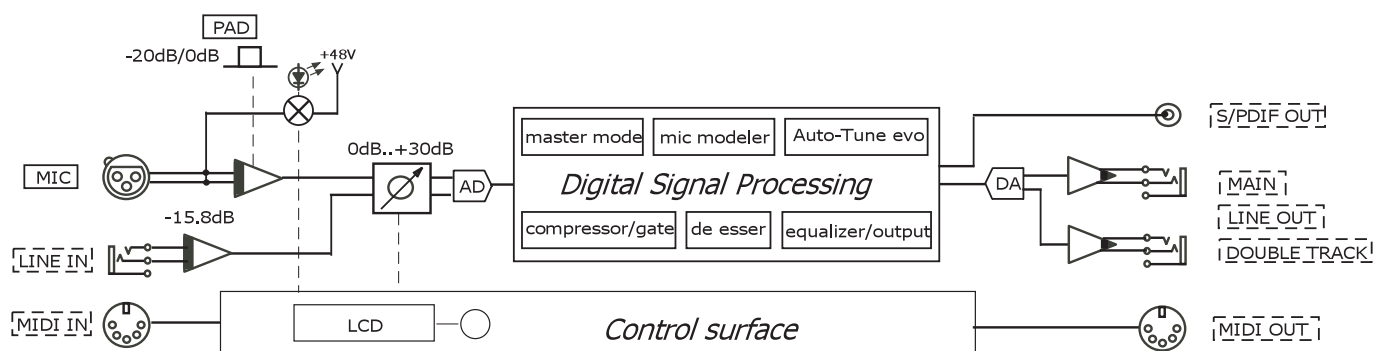 PAD
-20dB/0dB
+48V
MIC
0dB..+30dB
-15.8dB
LINE IN
AD
master mode
mic modeler
Auto-Tune evo
Digital Signal Processing
compressor/gate
de esser
equalizer/output
DA
S/PDIF OUT
MAIN
LINE OUT
DOUBLE TRACK
MIDI IN
LCD
Control surface
MIDI OUT